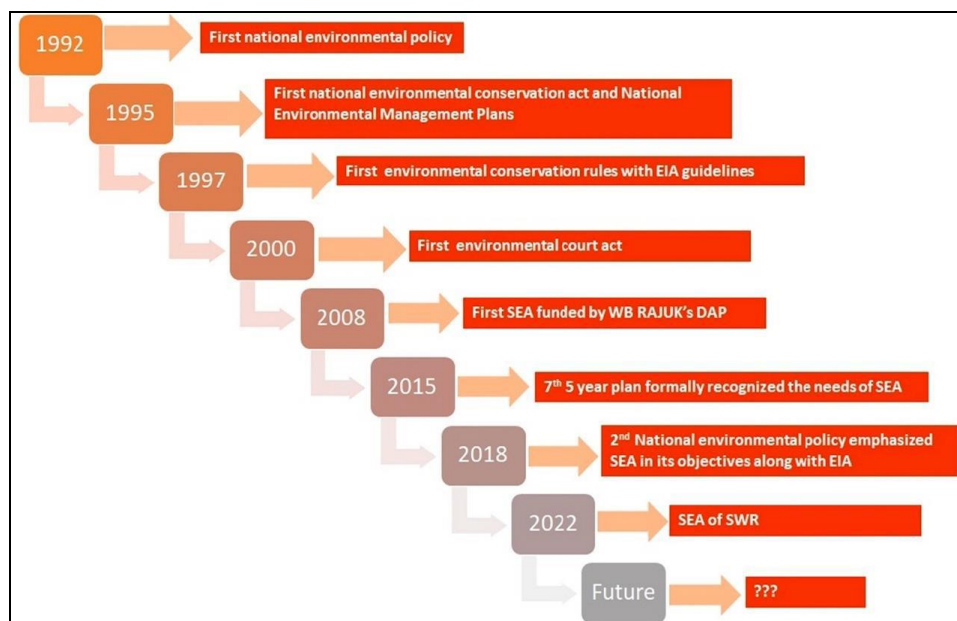 1992
First national environmental policy
1995
First national environmental conservation act and National
Environmental Management Plans
1997
First  environmental conservation rules with EIA guidelines
2000
First  environmental court act
2008
First SEA funded by WB RAJUK's DAP
2015
7th 5 year plan formally recognized the needs of SEA
2018
2nd National environmental policy emphasized
SEA in its objectives along with EIA
2022
SEA of SWR
Future
???